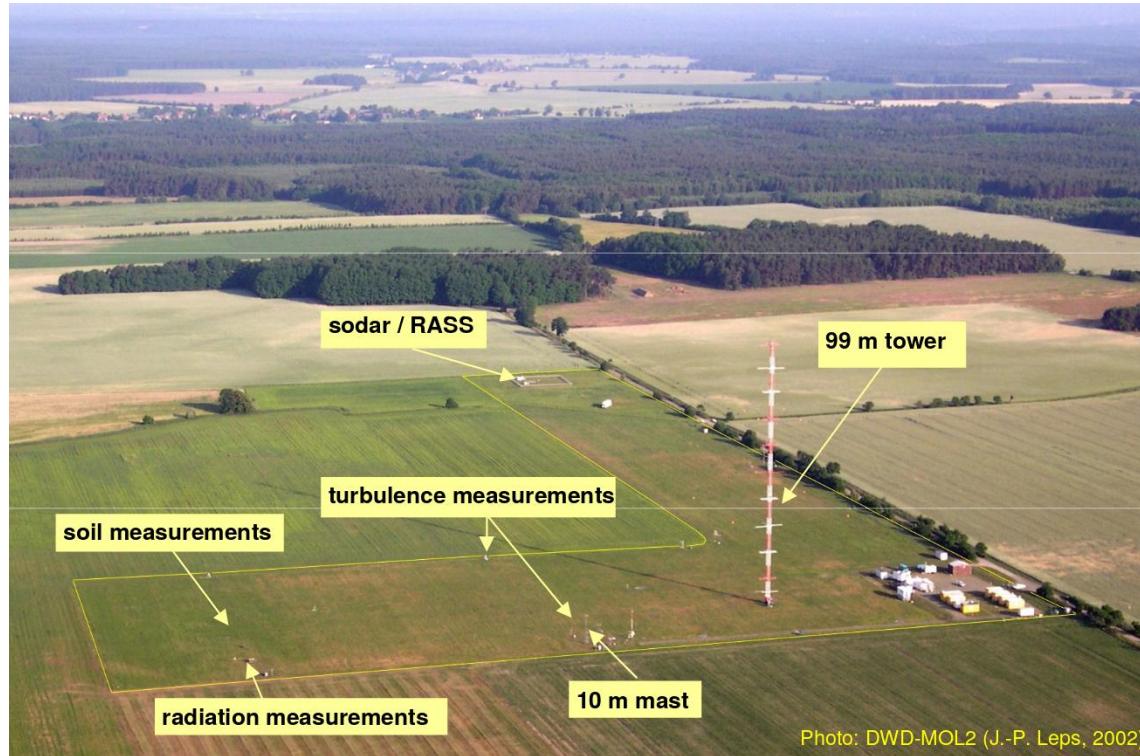 sodar / RASS
99 m tower
turbulence measurements
soil measurements
10 m mast
radiation measurements
Photo: DWD-MOL2 (J.-P. Leps, 2002